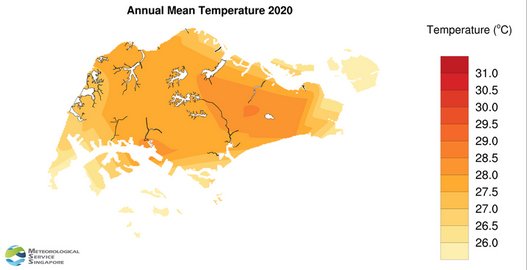 Annual Mean Temperature 2020
Temperature (°C)
31.0
30.5
30.0
29.5
29.0
28.5
28.0
27.5
27.0
26.5
26.0
METEOROLOGICAL
SERVICE
SINGAPORE